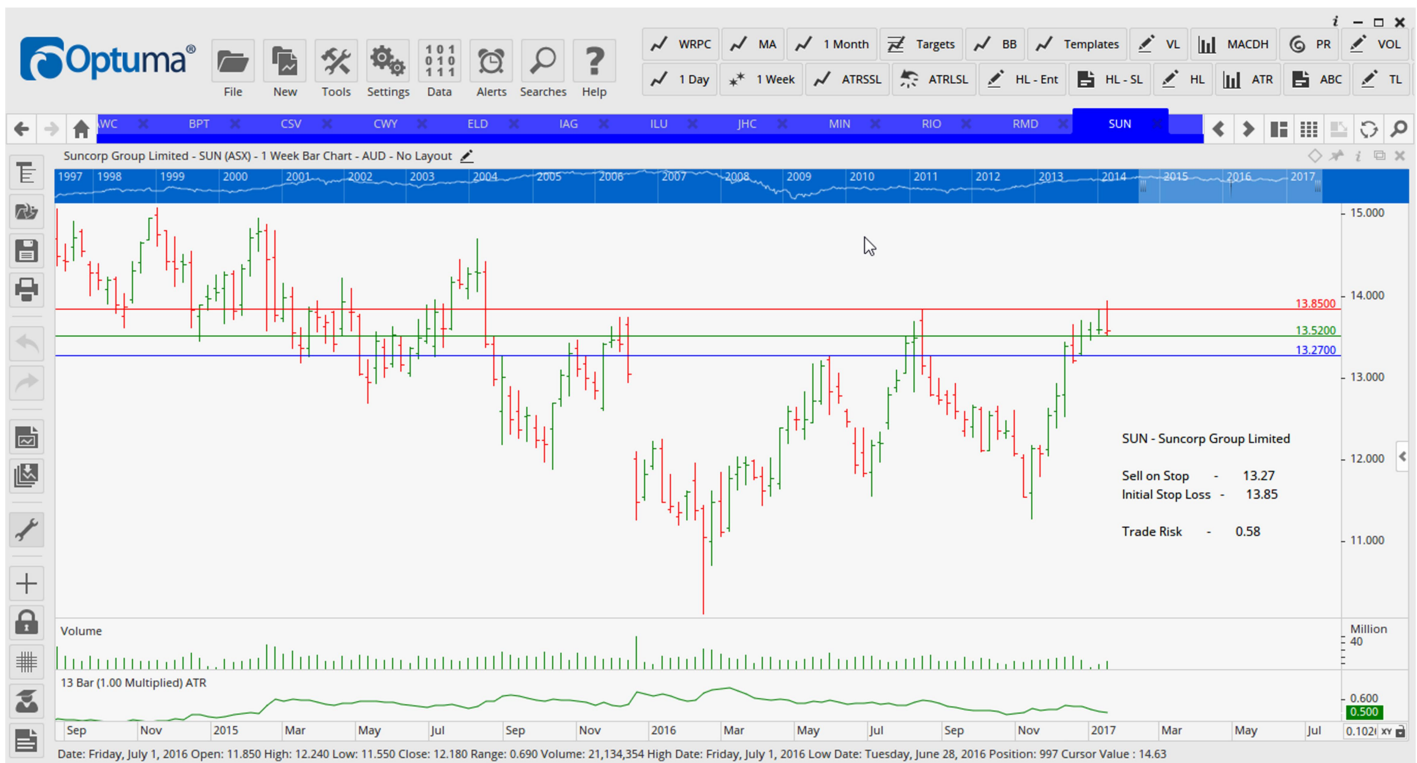 i
Optuma®
File New Tools Settings Data Alerts Searches Help
101
010
111
WRPC MA 1 Month Targets BB Templates VL MACDH PR VOL
1 Day 1 Week ATRSSL ATRLSL HL - Ent HL - SL HL ATR ABC TL
WC BPT CSV CWY ELD IAG ILU JHC MIN RIO RMD SUN
Suncorp Group Limited - SUN (ASX) - 1 Week Bar Chart - AUD - No Layout
1997 1998 1999 2000 2001 2002 2003 2004 2005 2006 2007 2008 2009 2010 2011 2012 2013 2014 2015 2016 2017
15.000
14.000
13.8500
13.5200
13.2700
13.000
SUN - Suncorp Group Limited
12.000
Sell on Stop - 13.27
Initial Stop Loss - 13.85
Trade Risk - 0.58
11.000
Volume
Million
40
13 Bar (1.00 Multiplied) ATR
0.600
0.500
Sep Nov 2015 Mar May Jul Sep Nov 2016 Mar May Jul Sep Nov 2017 Mar May Jul XY
Date: Friday, July 1, 2016 Open: 11.850 High: 12.240 Low: 11.550 Close: 12.180 Range: 0.690 Volume: 21,134,354 High Date: Friday, July 1, 2016 Low Date: Tuesday, June 28, 2016 Position: 997 Cursor Value : 14.63